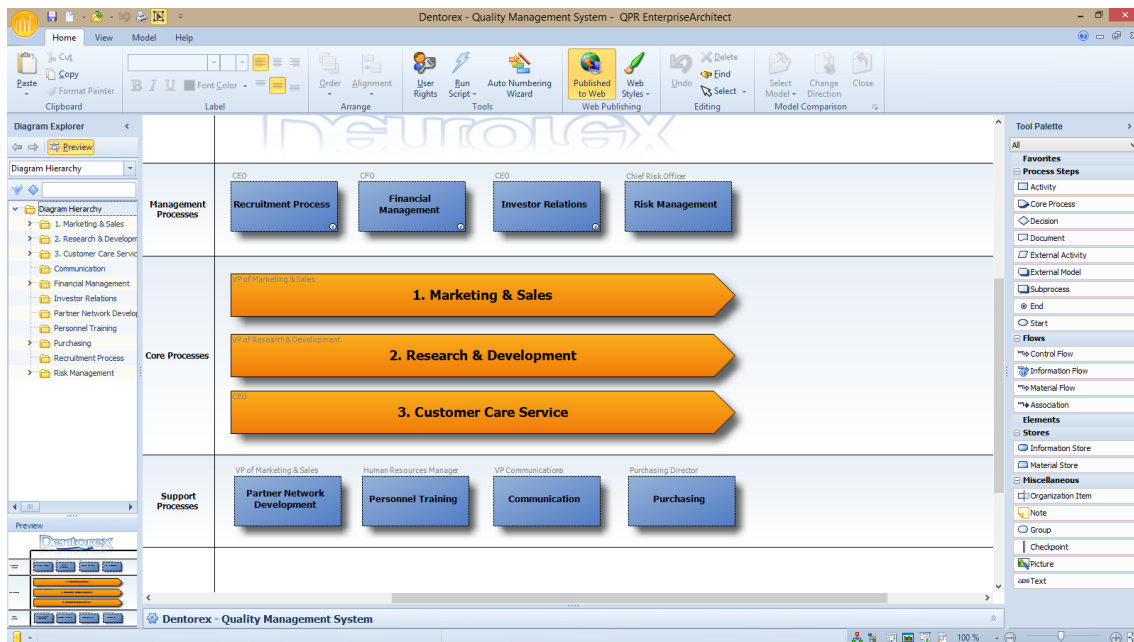 Dentorex - Quality Management System - QPR EnterpriseArchitect
Home View Model Help
Paste
Cut
Copy
Format Painter
Clipboard
B I U Font Color
Label
Order
Alignment
Arrange
User Rights
Run Script
Auto Numbering Wizard
Tools
Published to Web
Web Styles
Web Publishing
Undo
Delete
Find
Select
Editing
Select Model
Change Direction
Close
Model Comparison
Diagram Explorer
Preview
Diagram Hierarchy
Diagram Hierarchy
1. Marketing & Sales
2. Research & Developm
3. Customer Care Servic
Communication
Financial Management
Investor Relations
Partner Network Develop
Personnel Training
Purchasing
Recruitment Process
Risk Management
Preview
Dentorex
Dentorex
Management
Processes
CEO
Recruitment Process
CFO
Financial
Management
CEO
Investor Relations
Chief Risk Officer
Risk Management
Core Processes
VP of Marketing & Sales
1. Marketing & Sales
VP of Research & Development
2. Research & Development
CEO
3. Customer Care Service
Support
Processes
VP of Marketing & Sales
Partner Network
Development
Human Resources Manager
Personnel Training
VP Communications
Communication
Purchasing Director
Purchasing
Dentorex - Quality Management System
Tool Palette
All
Favorites
Process Steps
Activity
Core Process
Decision
Document
External Activity
External Model
Subprocess
End
Start
Flows
Control Flow
Information Flow
Material Flow
Association
Elements
Stores
Information Store
Material Store
Miscellaneous
Organization Item
Note
Group
Checkpoint
Picture
Text
100 %